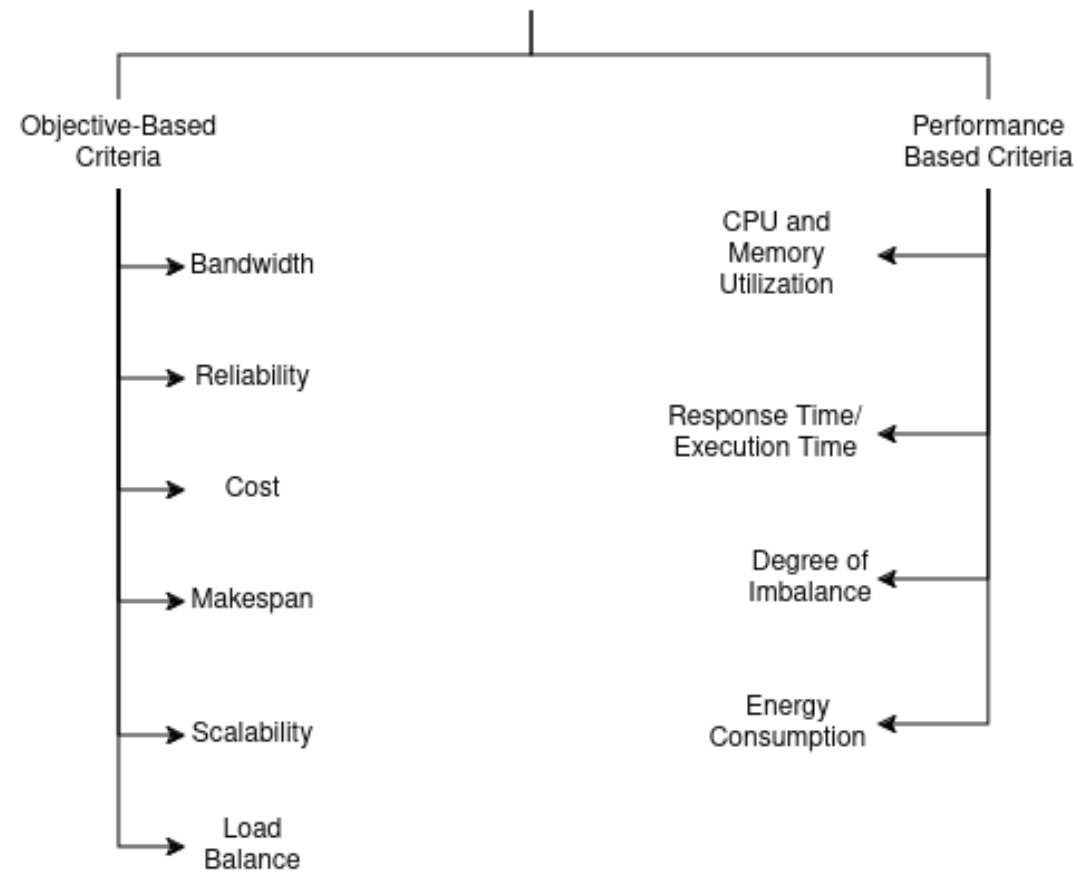 Objective-Based
Criteria
Bandwidth
Reliability
Cost
Makespan
Scalability
Load
Balance
Performance
Based Criteria
CPU and
Memory
Utilization
Response Time/
Execution Time
Degree of
Imbalance
Energy
Consumption